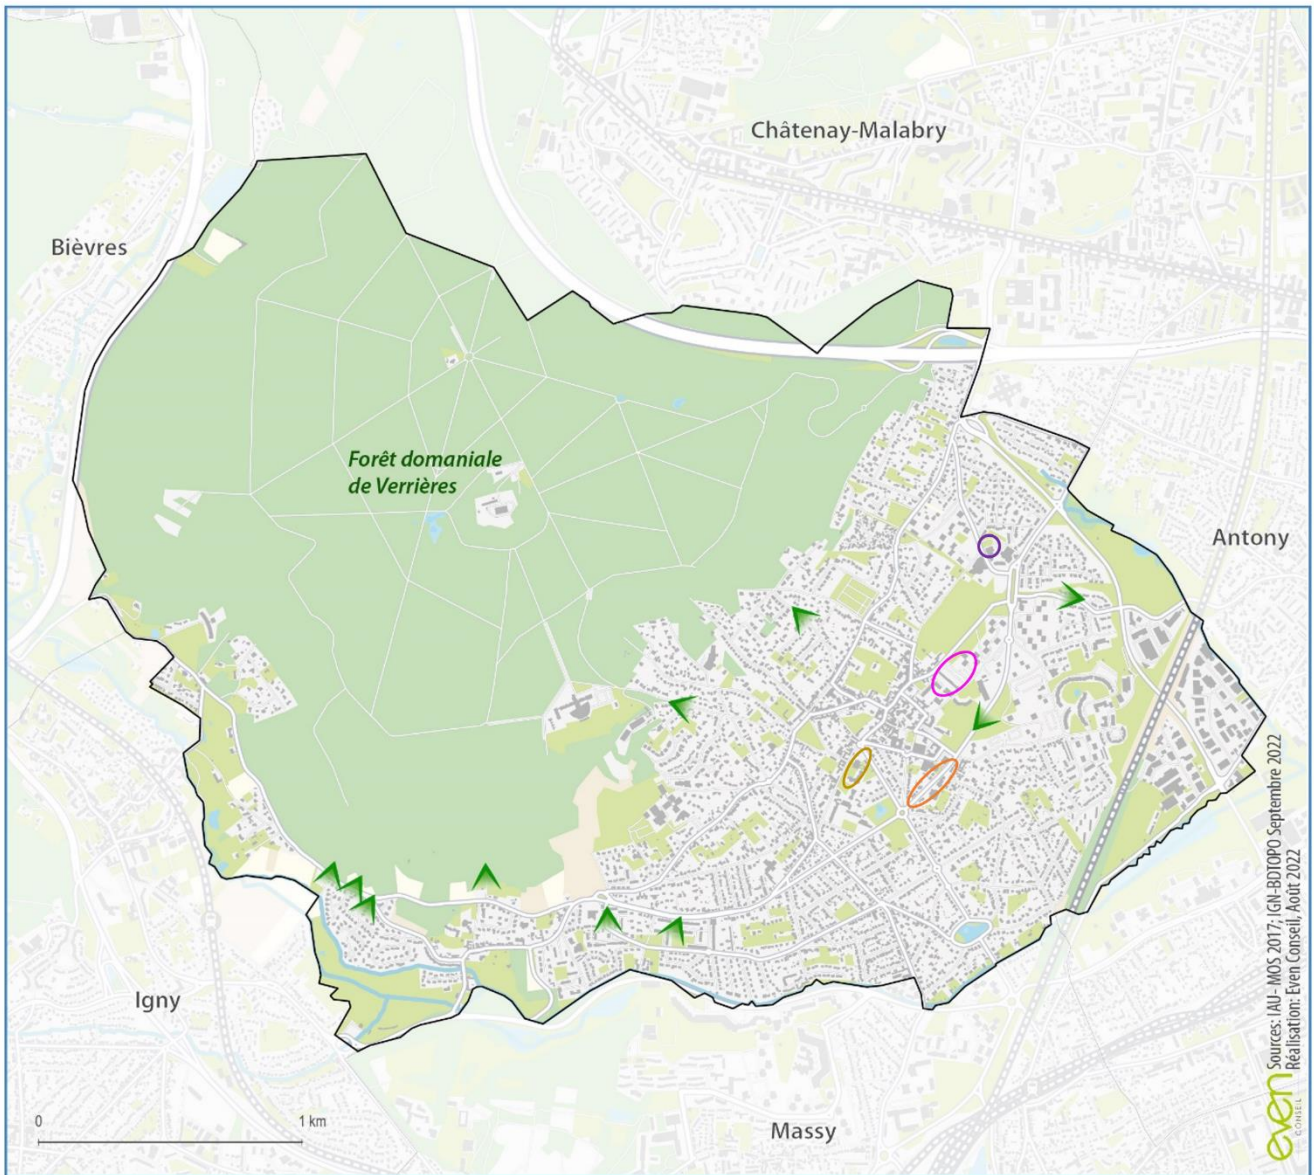 Châtenay-Malabry
Bièvres
Forêt domaniale
de Verrières
Antony
Igny
0
1 km
Massy
even
CONSEIL
Sources: IAU - MOS 2017 ; IGN-BDTOPO Septembre 2022
Réalisation: Even Conseil, Août 2022